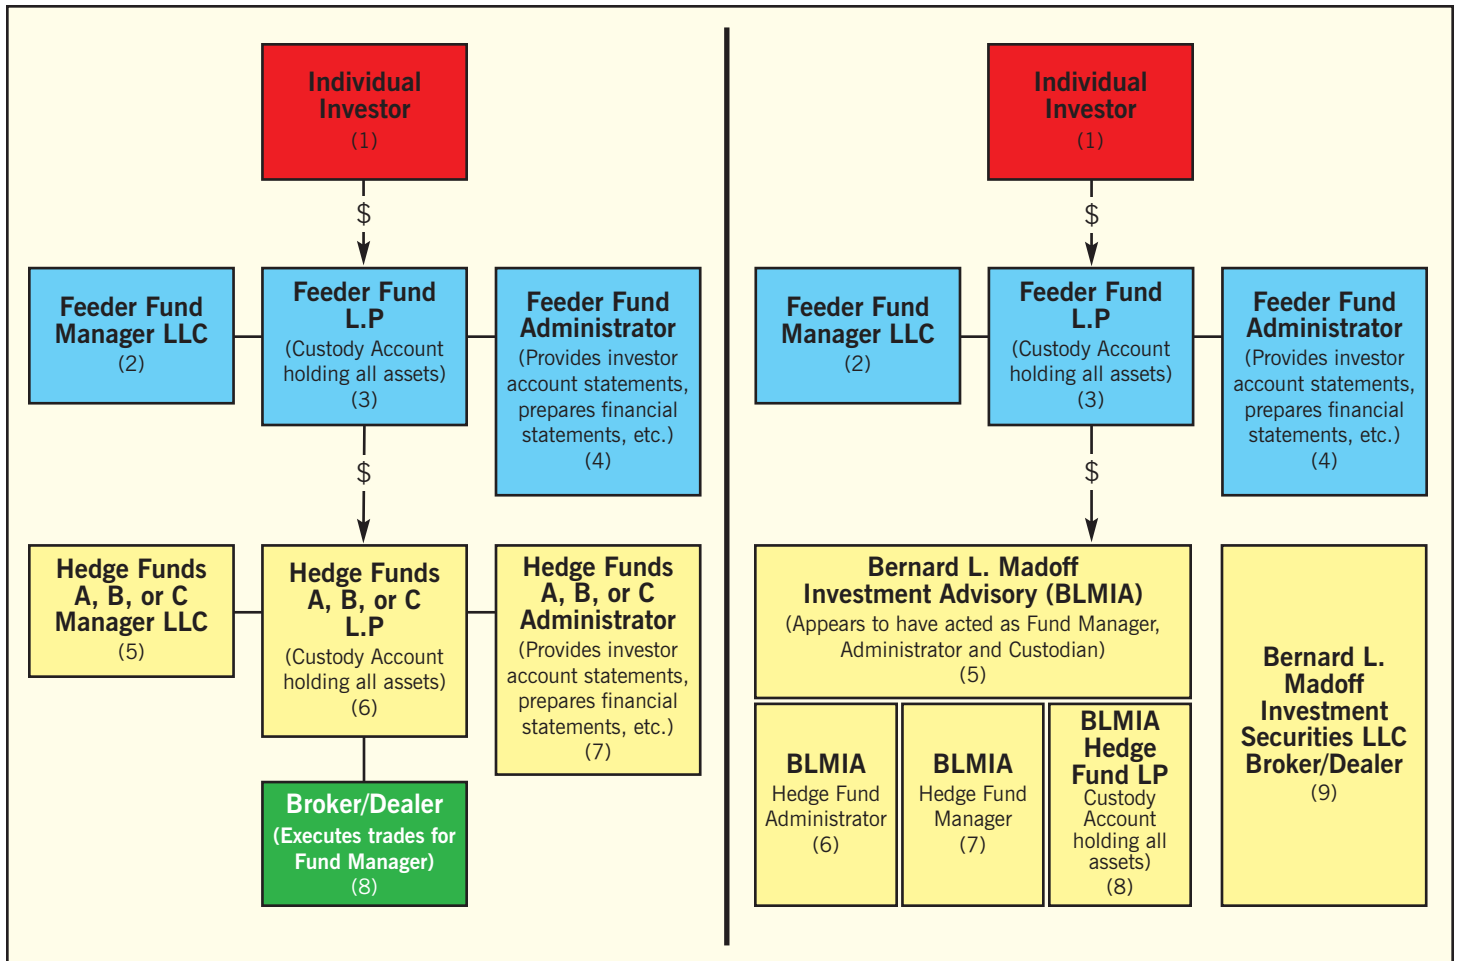 Individual
Investor
(1)
$
Feeder Fund
Manager LLC
(2)
Feeder Fund
L.P
(Custody Account
holding all assets)
(3)
Feeder Fund
Administrator
(Provides investor
account statements,
prepares financial
statements, etc.)
(4)
$
Hedge Funds
A, B, or C
Manager LLC
(5)
Hedge Funds
A, B, or C
L.P
(Custody Account
holding all assets)
(6)
Hedge Funds
A, B, or C
Administrator
(Provides investor
account statements,
prepares financial
statements, etc.)
(7)
Broker/Dealer
(Executes trades for
Fund Manager)
(8)
Individual
Investor
(1)
$
Feeder Fund
Manager LLC
(2)
Feeder Fund
L.P
(Custody Account
holding all assets)
(3)
Feeder Fund
Administrator
(Provides investor
account statements,
prepares financial
statements, etc.)
(4)
$
Bernard L. Madoff
Investment Advisory (BLMIA)
(Appears to have acted as Fund Manager,
Administrator and Custodian)
(5)
BLMIA
Hedge Fund
Administrator
(6)
BLMIA
Hedge Fund
Manager
(7)
BLMIA
Hedge
Fund LP
Custody
Account
holding all
assets)
(8)
Bernard L.
Madoff
Investment
Securities LLC
Broker/Dealer
(9)